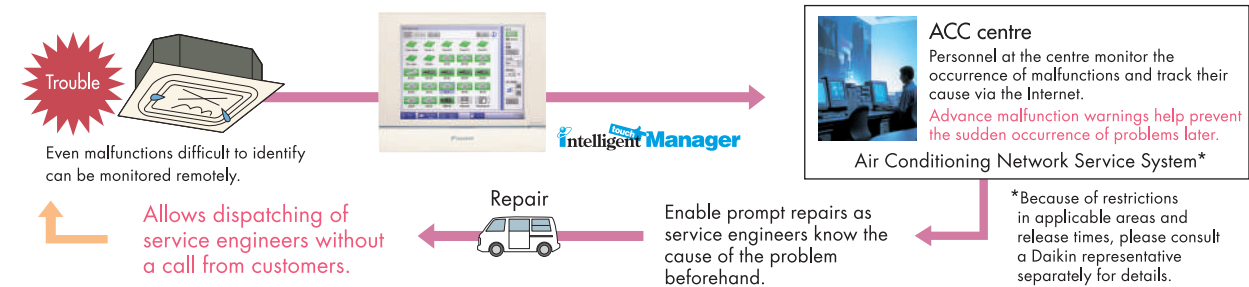 Trouble
Even malfunctions difficult to identify
can be monitored remotely.
intelligent touch Manager
ACC centre
Personnel at the centre monitor the
occurrence of malfunctions and track their
cause via the Internet.
Advance malfunction warnings help prevent
the sudden occurrence of problems later.
Air Conditioning Network Service System*
*Because of restrictions
in applicable areas and
release times, please consult
a Daikin representative
separately for details.
Enable prompt repairs as
service engineers know the
cause of the problem
beforehand.
Repair
Allows dispatching of
service engineers without
a call from customers.